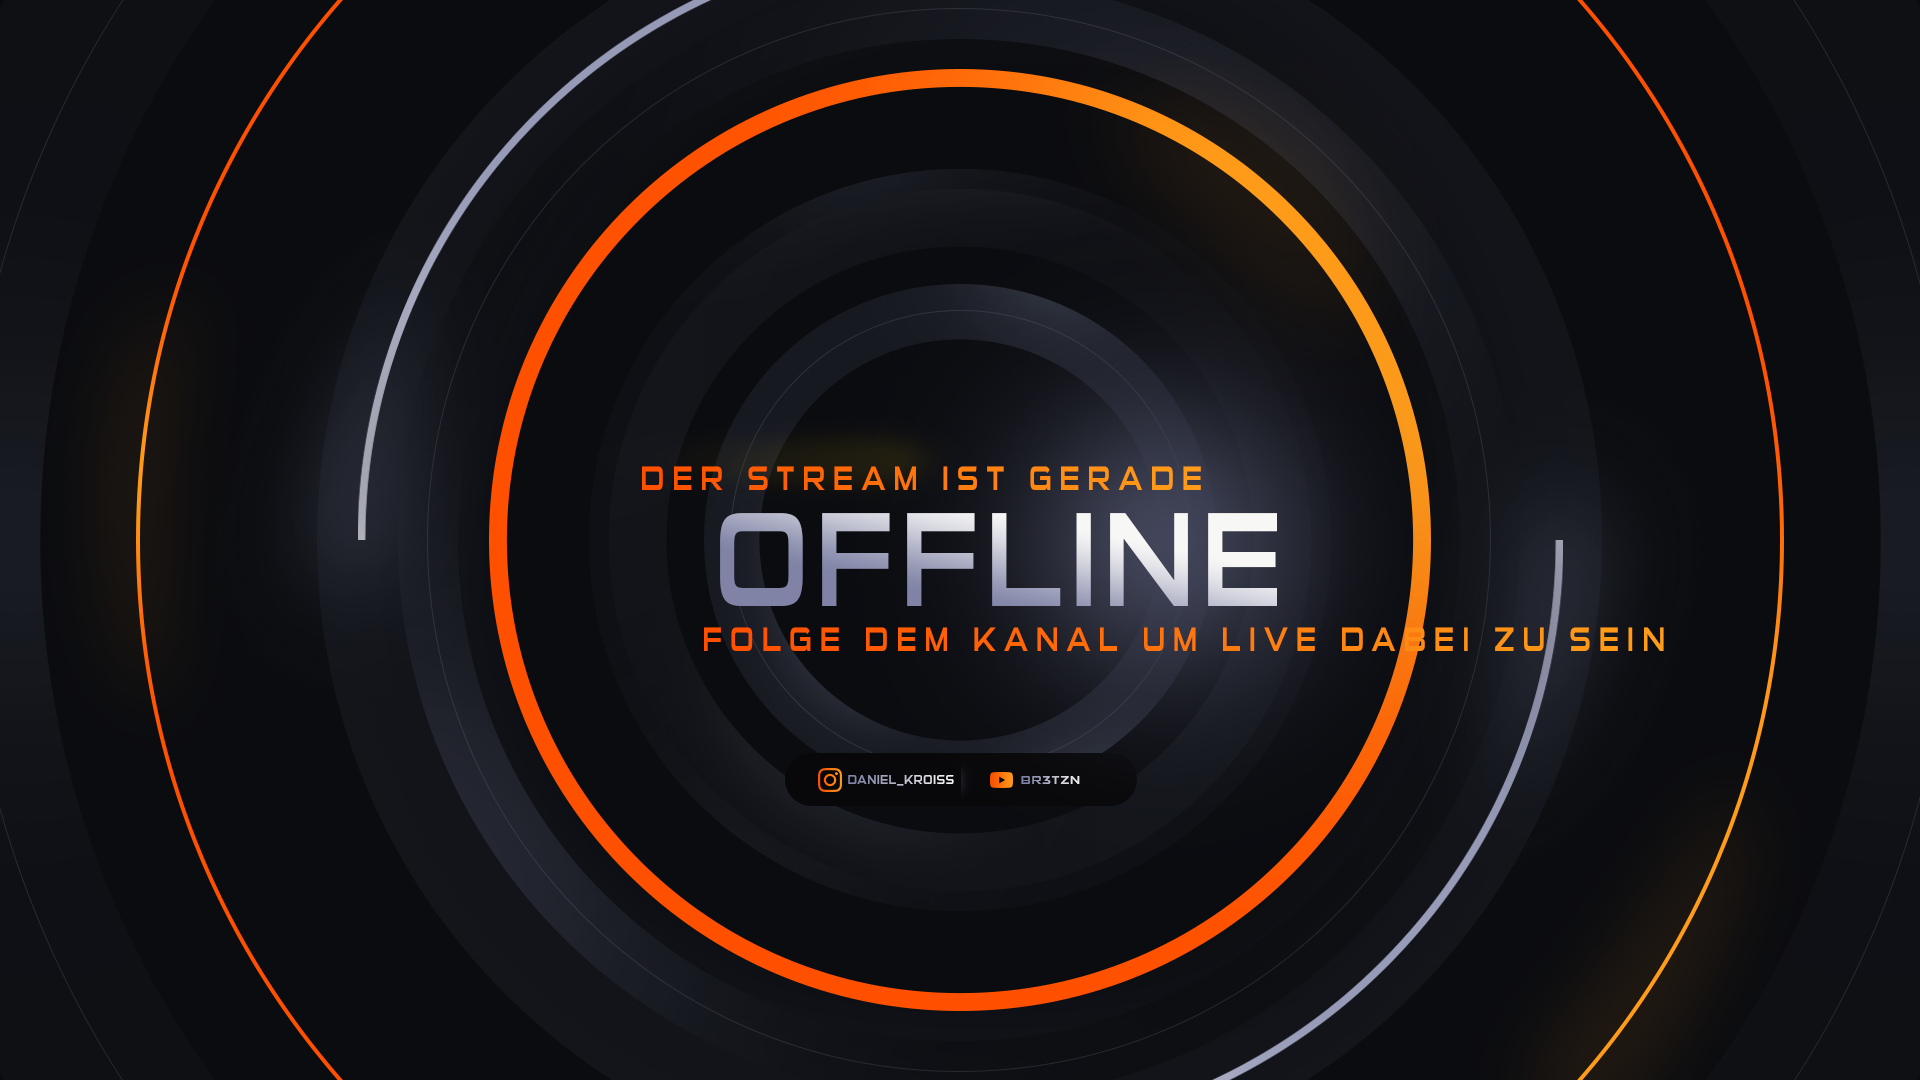 DER STREAM IST GERADE
OFFLINE
FOLGE DEM KANAL UM LIVE DABEI ZU SEIN
DANIEL_KROISS BR3TZN